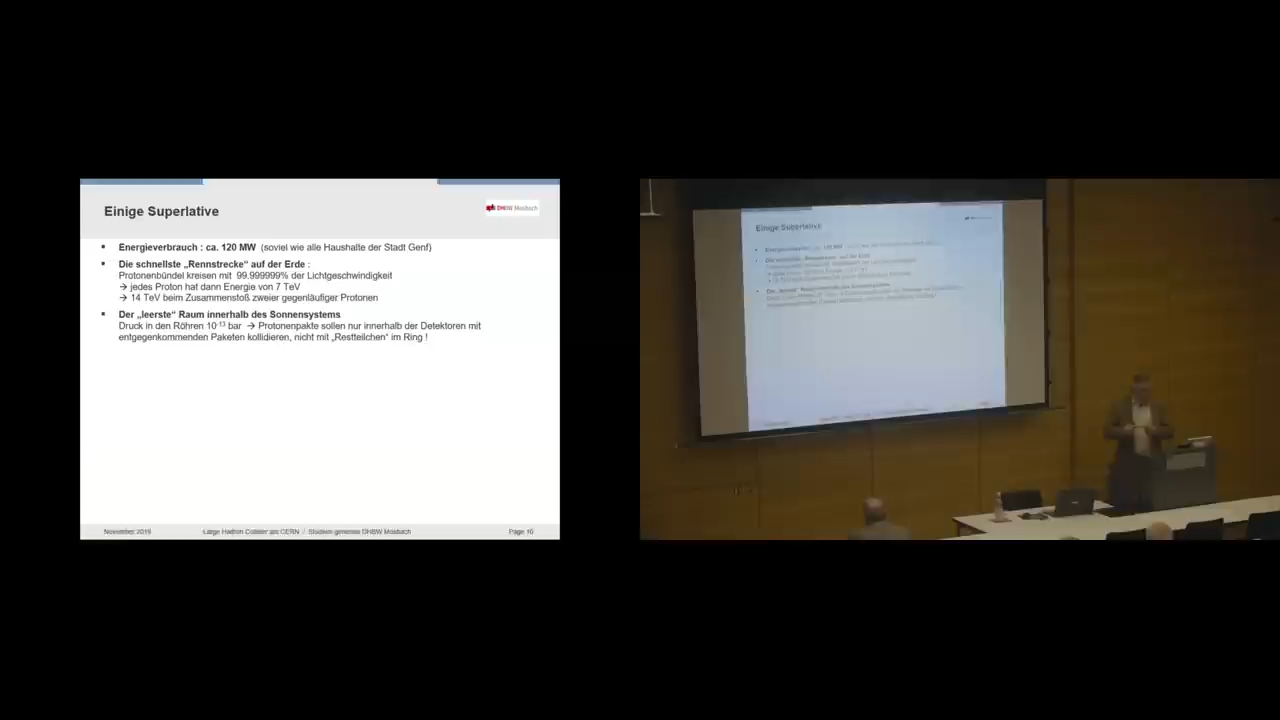 Einige Superlative
DHBW Mosbach
Energieverbrauch : ca. 120 MW (soviel wie alle Haushalte der Stadt Genf)
Die schnellste „Rennstrecke“ auf der Erde :
Protonenbündel kreisen mit 99.999999% der Lichtgeschwindigkeit
→ jedes Proton hat dann Energie von 7 TeV
→ 14 TeV beim Zusammenstoß zweier gegenläufiger Protonen
Der „leerste“ Raum innerhalb des Sonnensystems
Druck in den Röhren 10⁻¹³ bar → Protonenpakte sollen nur innerhalb der Detektoren mit
entgegenkommenden Paketen kollidieren, nicht mit „Restteilchen“ im Ring !
November 2019
Large Hadron Collider am CERN / Studium generale DHBW Mosbach
Page 10
Einige Superlative